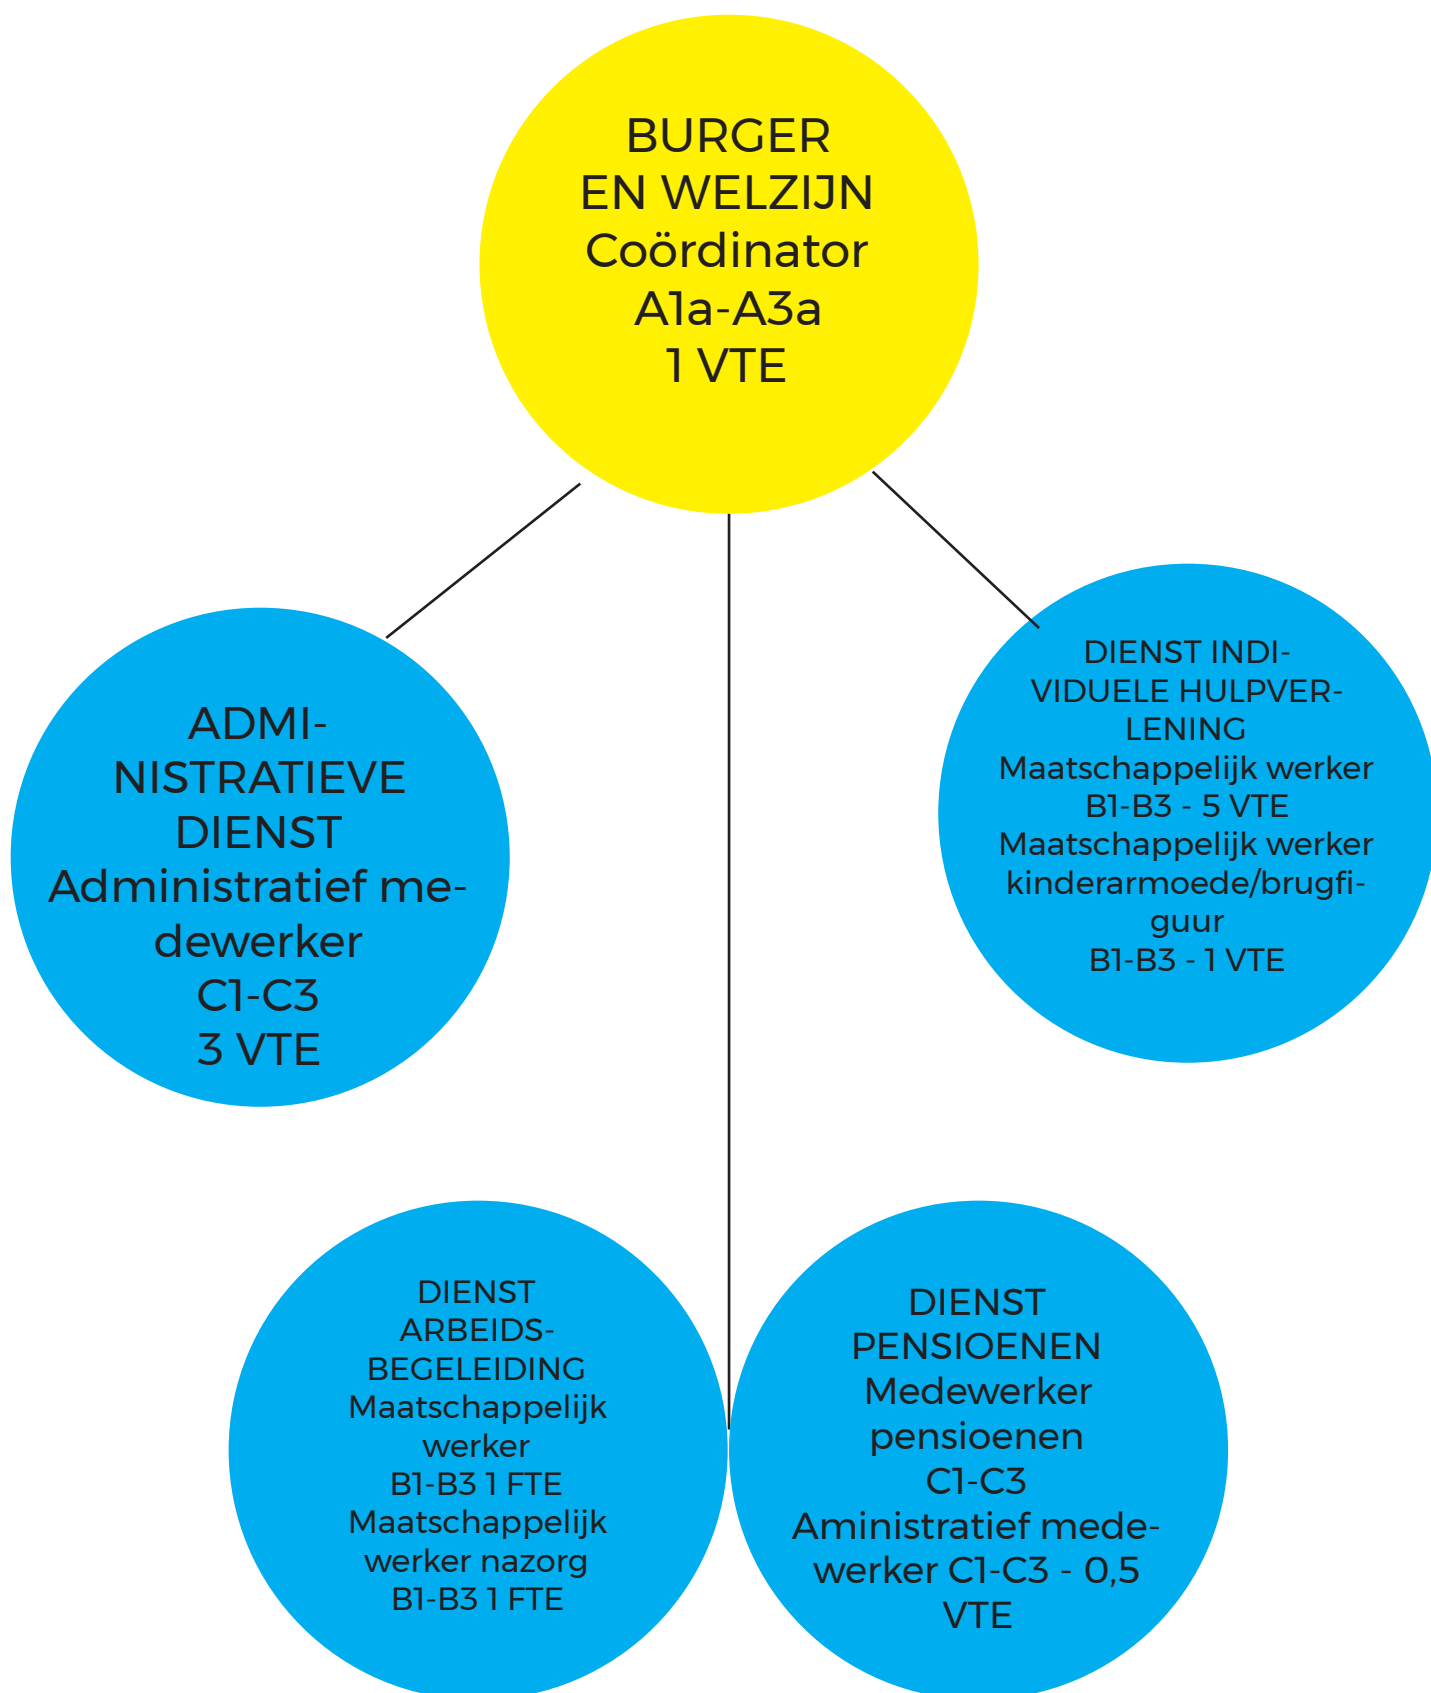 BURGER
EN WELZIJN
Coördinator
A1a-A3a
1 VTE
ADMI-
NISTRATIEVE
DIENST
Administratief me-
dewerker
C1-C3
3 VTE
DIENST INDI-
VIDUELE HULPVER-
LENING
Maatschappelijk werker
B1-B3 - 5 VTE
Maatschappelijk werker
kinderarmoede/brugfi-
guur
B1-B3 - 1 VTE
DIENST
ARBEIDS-
BEGELEIDING
Maatschappelijk
werker
B1-B3 1 FTE
Maatschappelijk
werker nazorg
B1-B3 1 FTE
DIENST
PENSIOENEN
Medewerker
pensioenen
C1-C3
Aministratief mede-
werker C1-C3 - 0,5
VTE